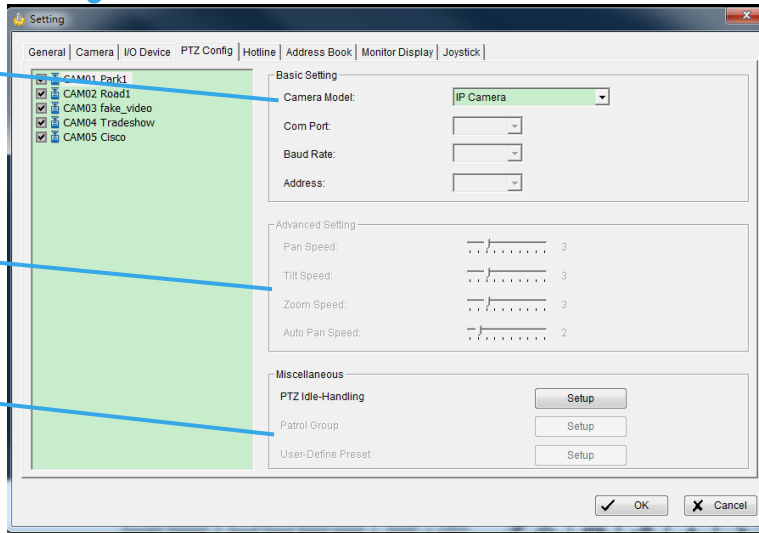 Setting
General Camera I/O Device PTZ Config Hotline Address Book Monitor Display Joystick
CAM01 Park1
CAM02 Road1
CAM03 fake_video
CAM04 Tradeshow
CAM05 Cisco
Basic Setting
Camera Model: IP Camera
Com Port:
Baud Rate:
Address:
Advanced Setting
Pan Speed: 3
Tilt Speed: 3
Zoom Speed: 3
Auto Pan Speed: 2
Miscellaneous
PTZ Idle-Handling Setup
Patrol Group Setup
User-Define Preset Setup
OK Cancel